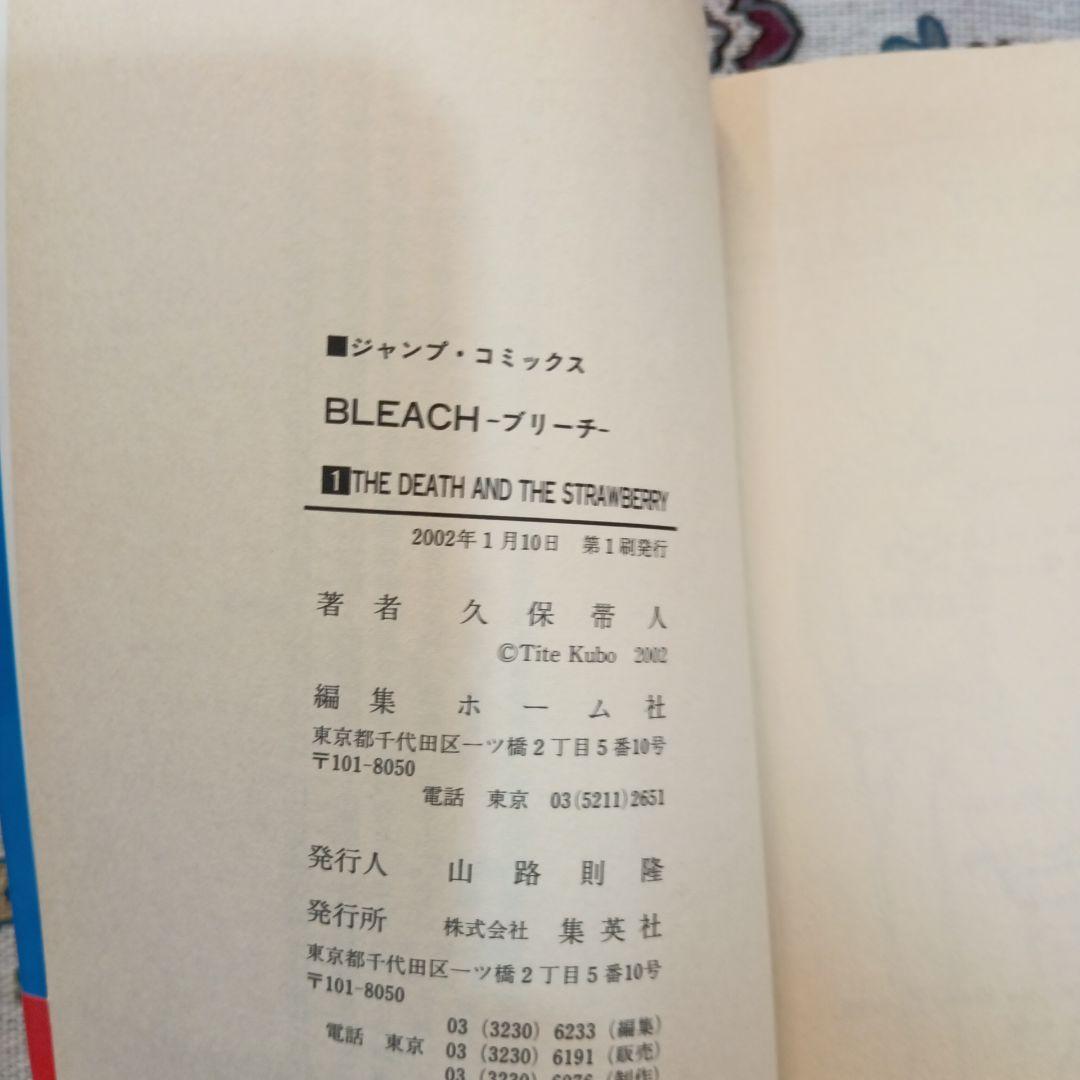 ■ジャンプ・コミックス
BLEACH-ブリーチ-
1 THE DEATH AND THE STRAWBERRY
2002年1月10日 第1刷発行
著者 久保帯人
©Tite Kubo 2002
編集 ホーム社
東京都千代田区一ツ橋2丁目5番10号
〒101-8050
電話 東京 03(5211)2651
発行人 山路則隆
発行所 株式会社 集英社
東京都千代田区一ツ橋2丁目5番10号
〒101-8050
03 (3230) 6233 (編集)
電話 東京 03 (3230) 6191 (販売)
03 (3230) 6076 (制作)